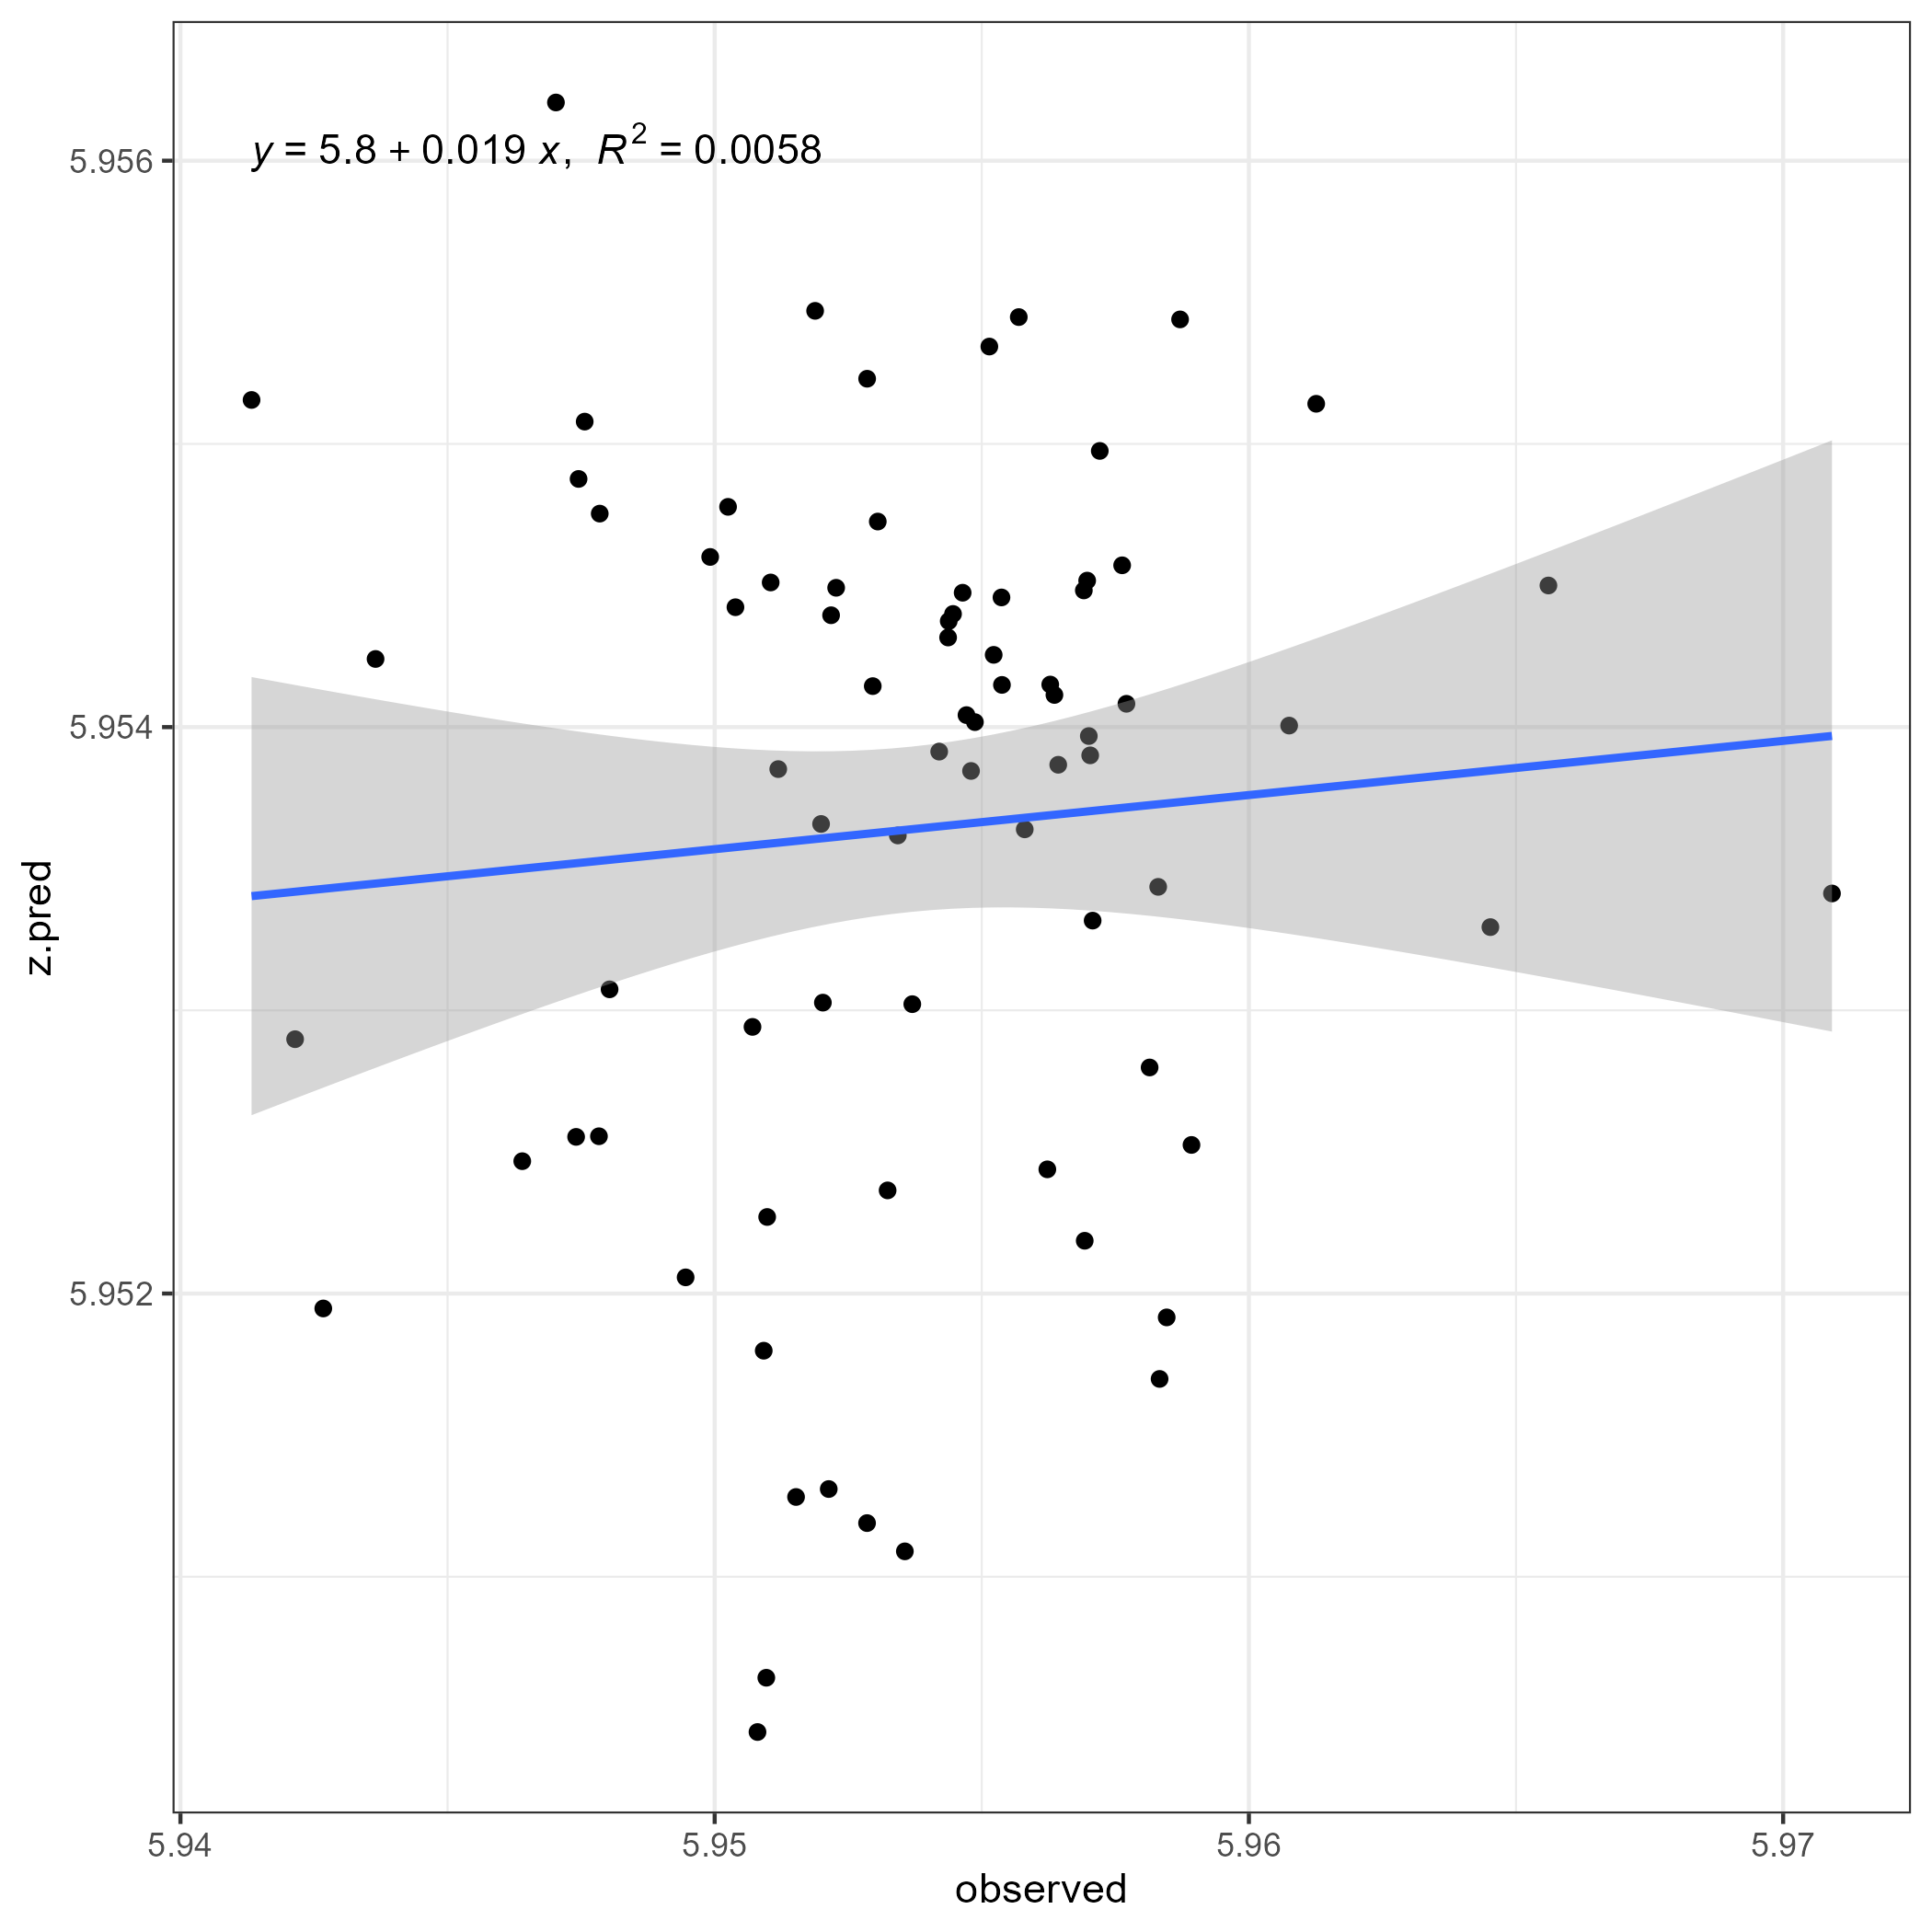 y = 5.8 + 0.019 x, R² = 0.0058
5.956
5.954
5.952
z.pred
5.94 5.95 5.96 5.97
observed